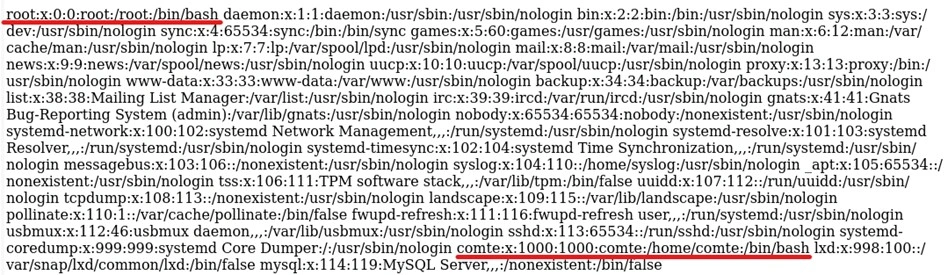 root:x:0:0:root:/root:/bin/bash daemon:x:1:1:daemon:/usr/sbin:/usr/sbin/nologin bin:x:2:2:bin:/bin:/usr/sbin/nologin sys:x:3:3:sys:/
dev:/usr/sbin/nologin sync:x:4:65534:sync:/bin:/bin/sync games:x:5:60:games:/usr/games:/usr/sbin/nologin man:x:6:12:man:/var/
cache/man:/usr/sbin/nologin lp:x:7:7:lp:/var/spool/lpd:/usr/sbin/nologin mail:x:8:8:mail:/var/mail:/usr/sbin/nologin
news:x:9:9:news:/var/spool/news:/usr/sbin/nologin uucp:x:10:10:uucp:/var/spool/uucp:/usr/sbin/nologin proxy:x:13:13:proxy:/bin:/
usr/sbin/nologin www-data:x:33:33:www-data:/var/www:/usr/sbin/nologin backup:x:34:34:backup:/var/backups:/usr/sbin/nologin
list:x:38:38:Mailing List Manager:/var/list:/usr/sbin/nologin irc:x:39:39:ircd:/var/run/ircd:/usr/sbin/nologin gnats:x:41:41:Gnats
Bug-Reporting System (admin):/var/lib/gnats:/usr/sbin/nologin nobody:x:65534:65534:nobody:/nonexistent:/usr/sbin/nologin
systemd-network:x:100:102:systemd Network Management,,,:/run/systemd:/usr/sbin/nologin systemd-resolve:x:101:103:systemd
Resolver,,,:/run/systemd:/usr/sbin/nologin systemd-timesync:x:102:104:systemd Time Synchronization,,,:/run/systemd:/usr/sbin/
nologin messagebus:x:103:106::/nonexistent:/usr/sbin/nologin syslog:x:104:110::/home/syslog:/usr/sbin/nologin _apt:x:105:65534::/
nonexistent:/usr/sbin/nologin tss:x:106:111:TPM software stack,,,:/var/lib/tpm:/bin/false uuidd:x:107:112::/run/uuidd:/usr/sbin/
nologin tcpdump:x:108:113::/nonexistent:/usr/sbin/nologin landscape:x:109:115::/var/lib/landscape:/usr/sbin/nologin
pollinate:x:110:1::/var/cache/pollinate:/bin/false fwupd-refresh:x:111:116:fwupd-refresh user,,,:/run/systemd:/usr/sbin/nologin
usbmux:x:112:46:usbmux daemon,,,:/var/lib/usbmux:/usr/sbin/nologin sshd:x:113:65534::/run/sshd:/usr/sbin/nologin systemd-
coredump:x:999:999:systemd Core Dumper:/:/usr/sbin/nologin comte:x:1000:1000:comte:/home/comte:/bin/bash lxd:x:998:100::/
var/snap/lxd/common/lxd:/bin/false mysql:x:114:119:MySQL Server,,,:/nonexistent:/bin/false